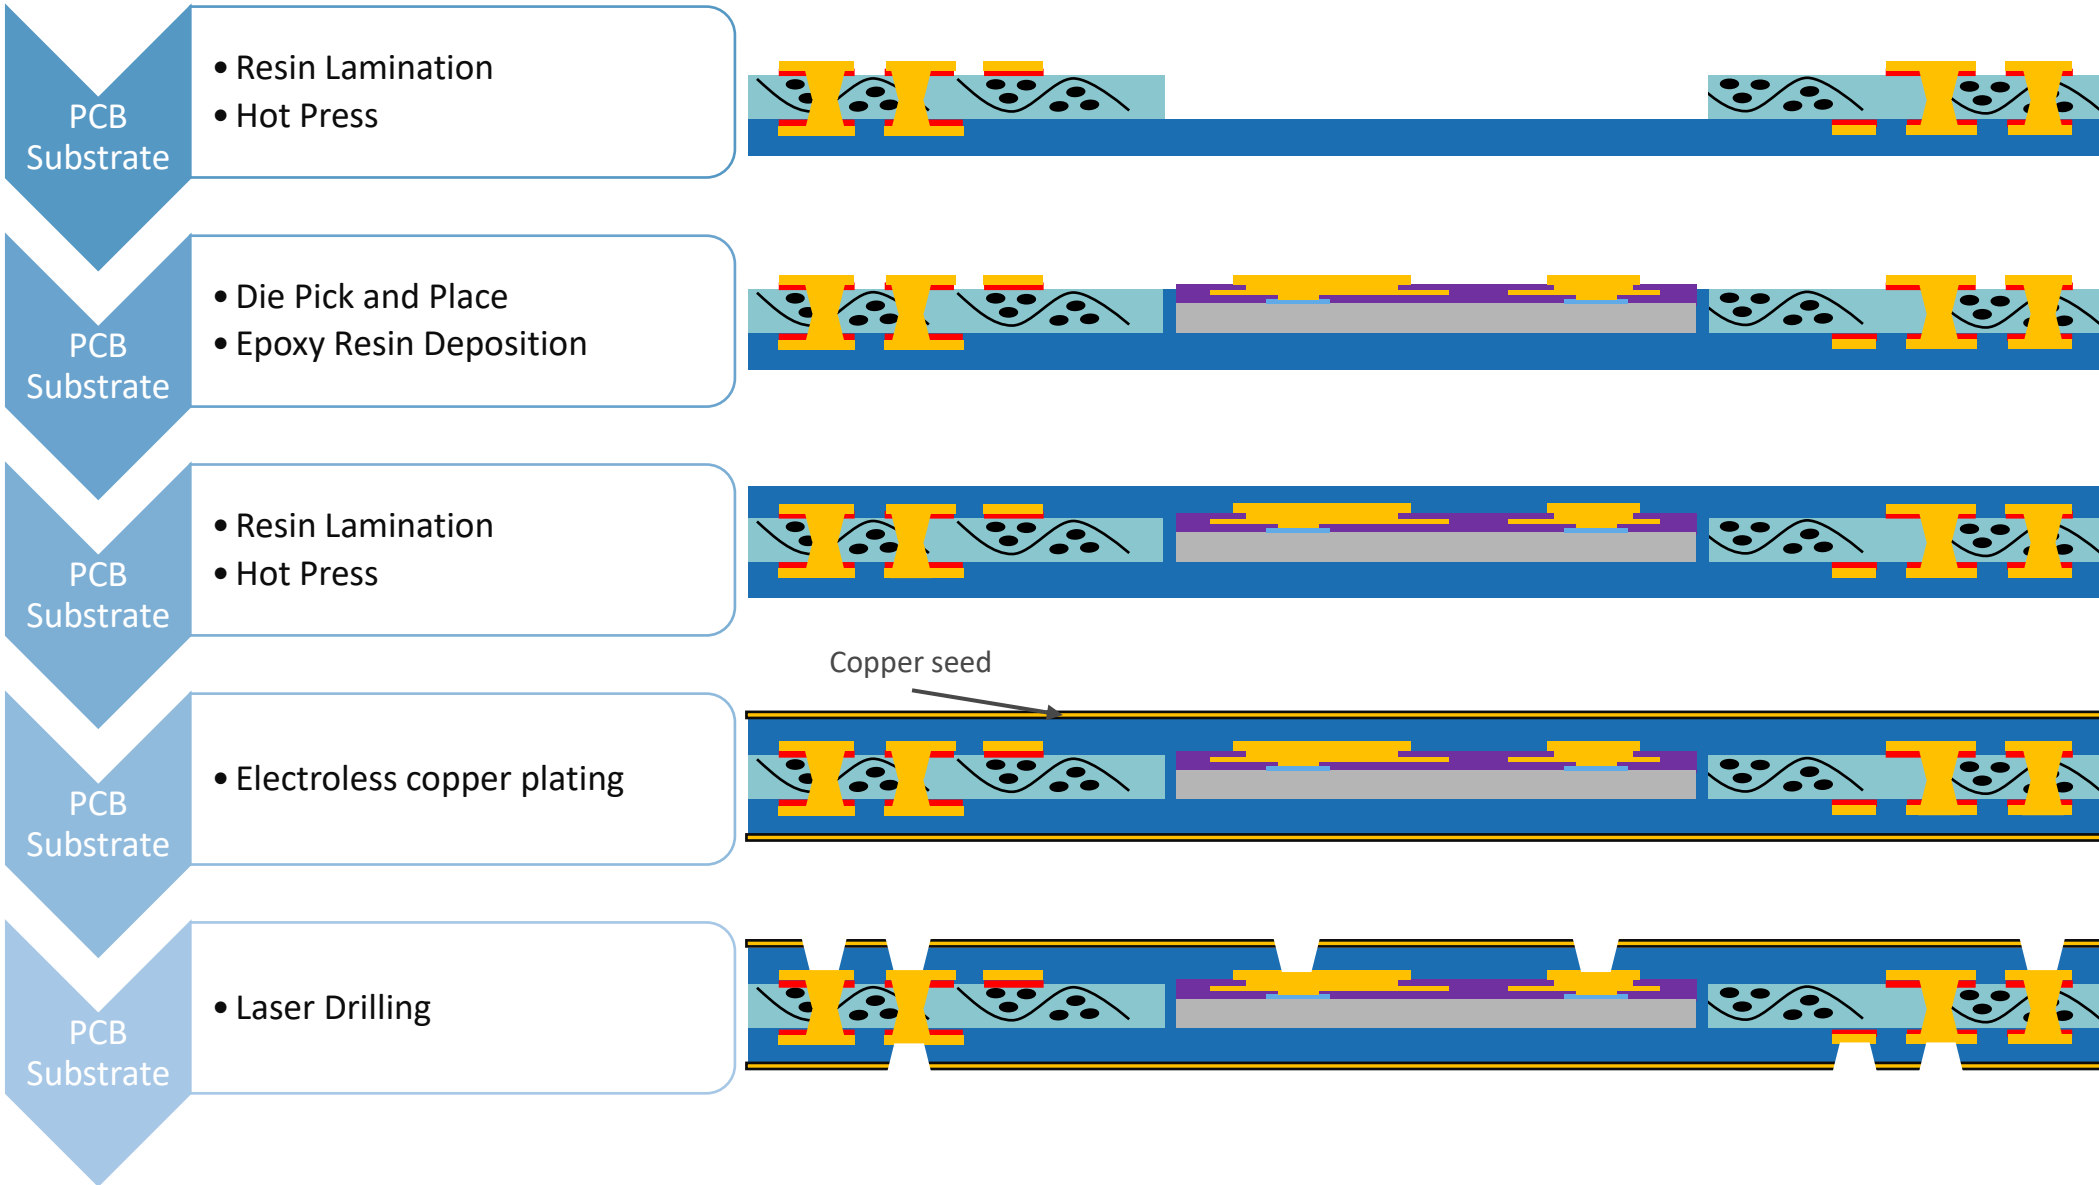 PCB
Substrate
• Resin Lamination
• Hot Press
PCB
Substrate
• Die Pick and Place
• Epoxy Resin Deposition
PCB
Substrate
• Resin Lamination
• Hot Press
Copper seed
PCB
Substrate
• Electroless copper plating
PCB
Substrate
• Laser Drilling